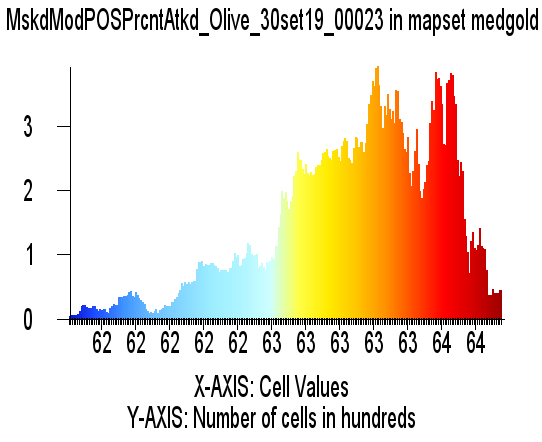 MskdModPOSPrcntAtkd_Olive_30set19_00023 in mapset medgold
3
2
1
0
62 62 62 62 62 63 63 63 63 63 64 64
X-AXIS: Cell Values
Y-AXIS: Number of cells in hundreds